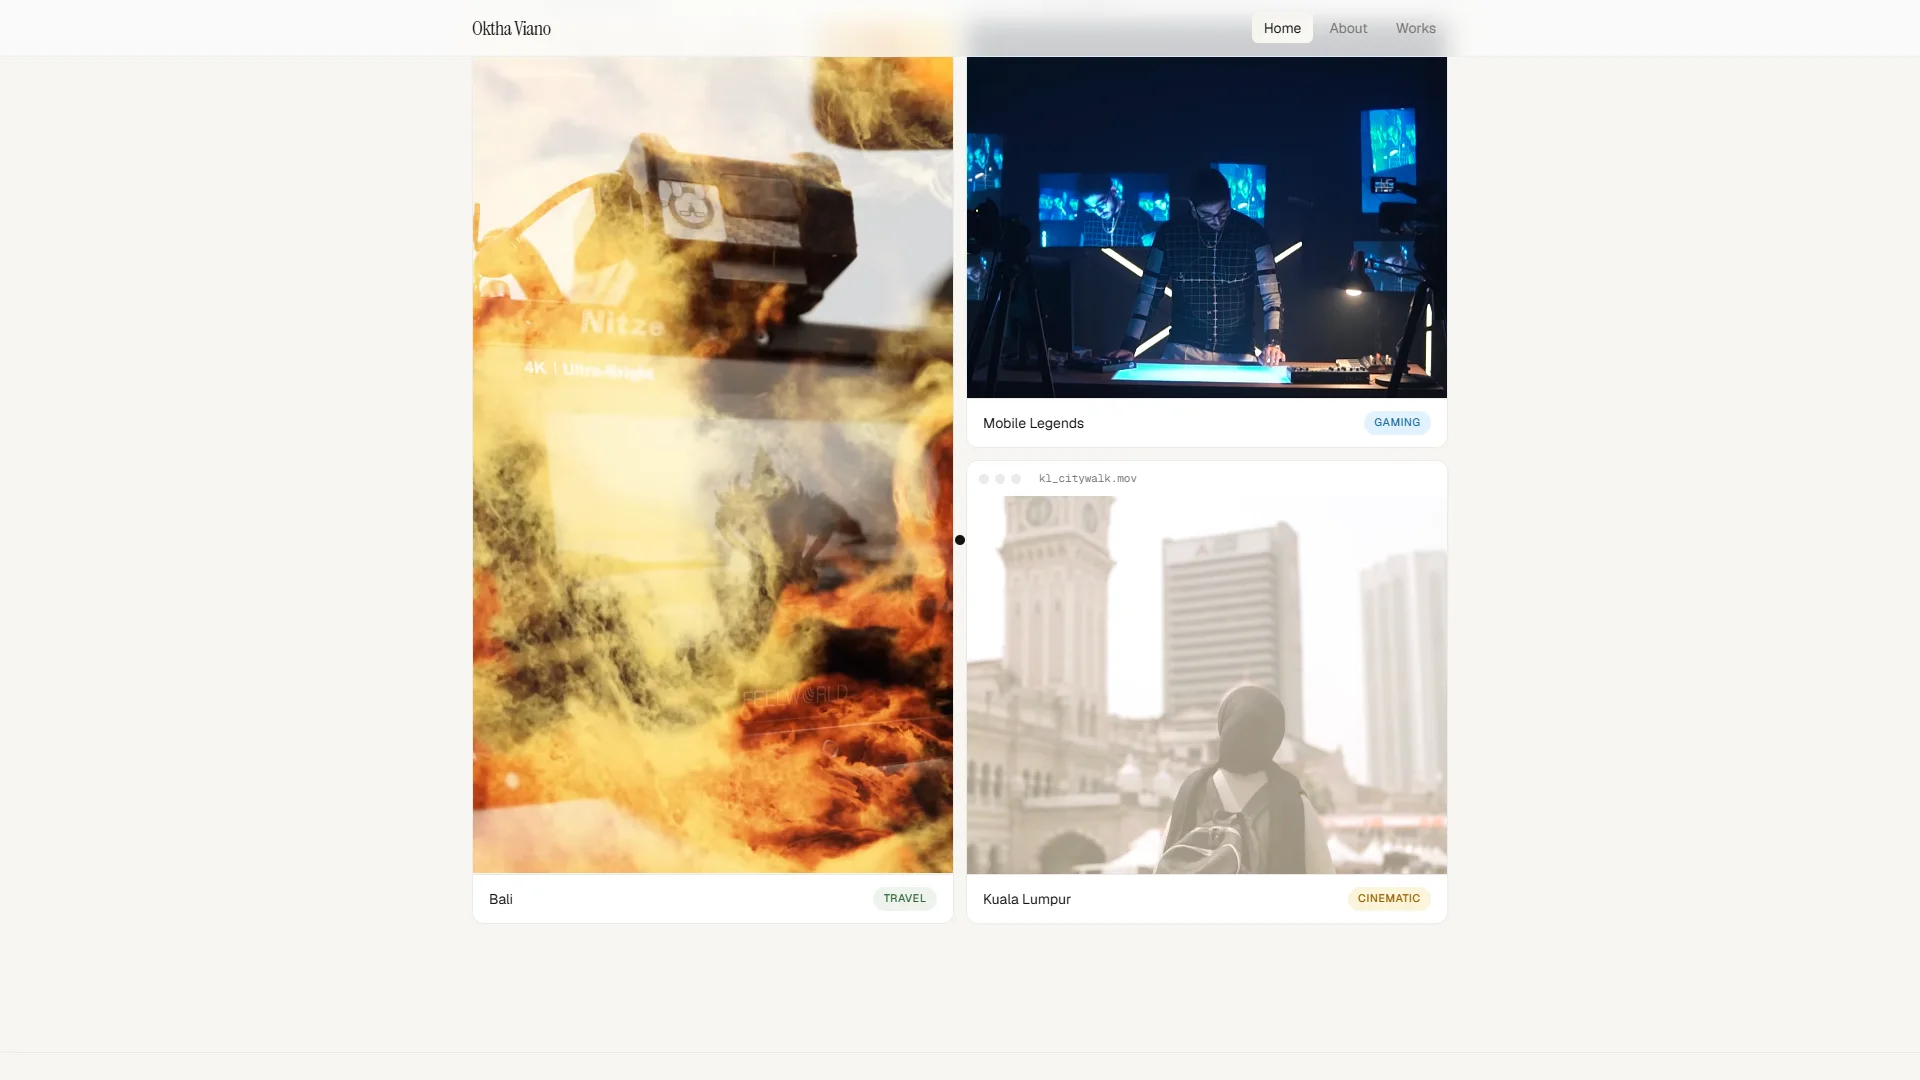 Oktha Viano
Home
About
Works
Nitze
4K | Ultra-Bright
FEELWORLD
Bali
TRAVEL
Mobile Legends
GAMING
kl_citywalk.mov
Kuala Lumpur
CINEMATIC